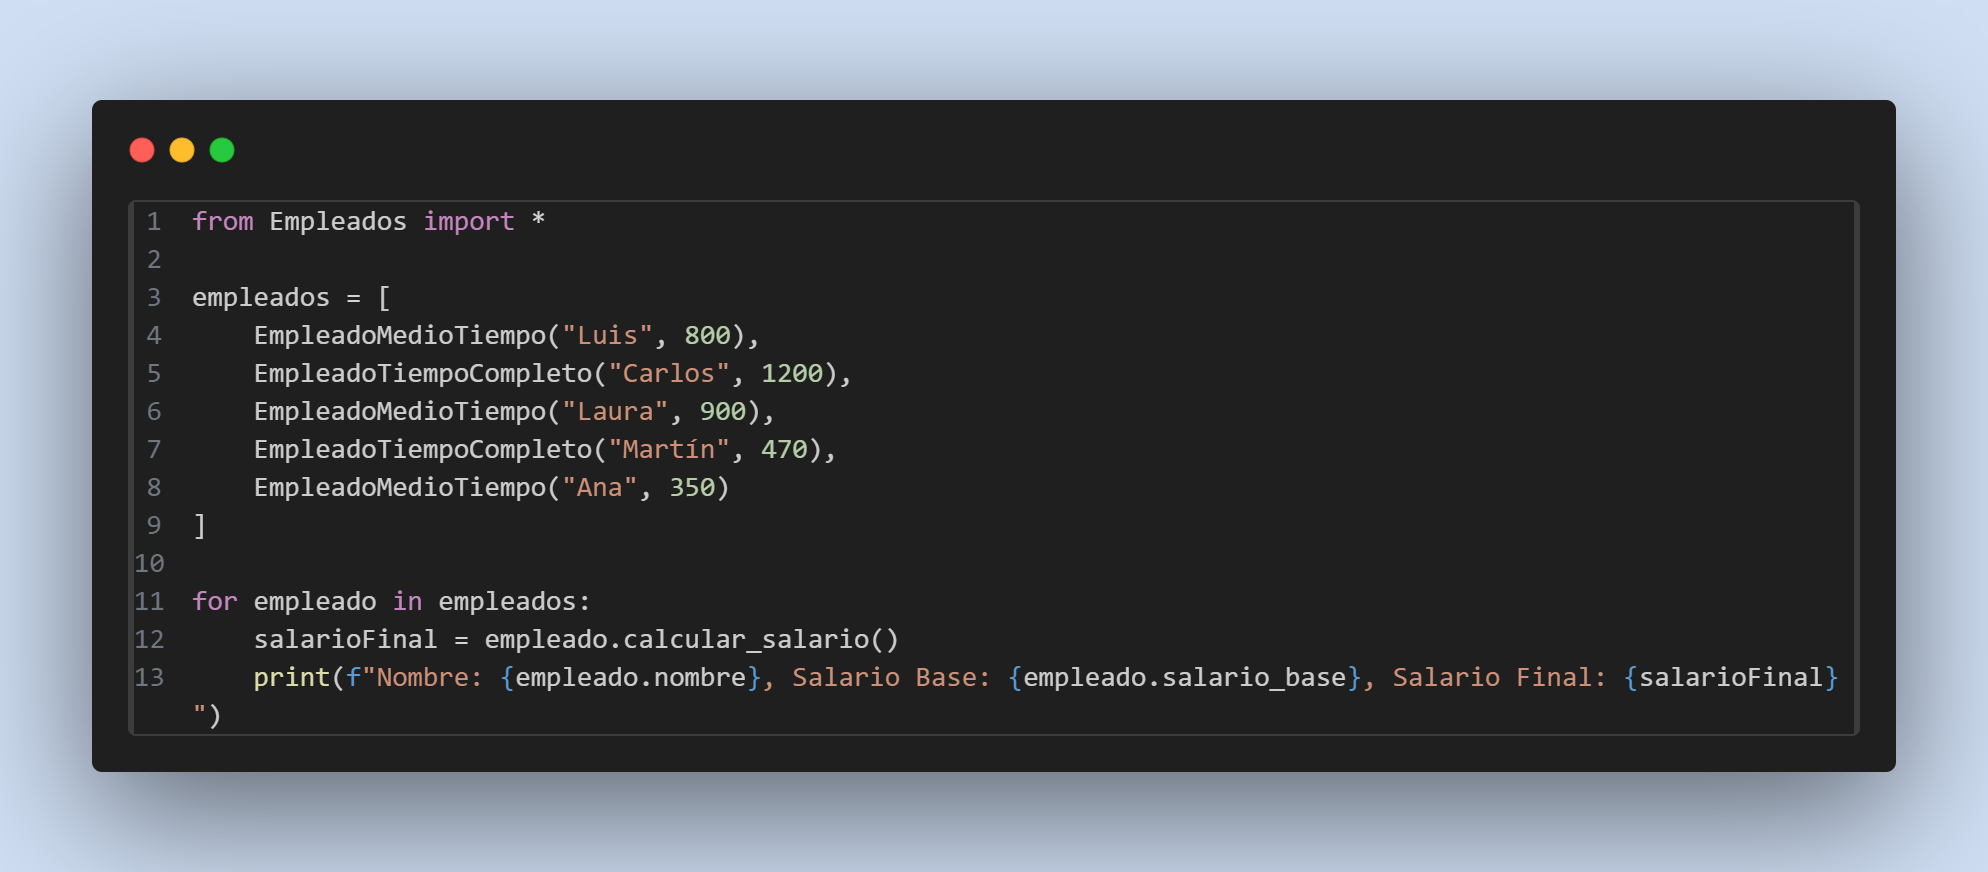 1 from Empleados import *
2
3 empleados = [
4     EmpleadoMedioTiempo("Luis", 800),
5     EmpleadoTiempoCompleto("Carlos", 1200),
6     EmpleadoMedioTiempo("Laura", 900),
7     EmpleadoTiempoCompleto("Martín", 470),
8     EmpleadoMedioTiempo("Ana", 350)
9 ]
10
11 for empleado in empleados:
12     salarioFinal = empleado.calcular_salario()
13     print(f"Nombre: {empleado.nombre}, Salario Base: {empleado.salario_base}, Salario Final: {salarioFinal}
")